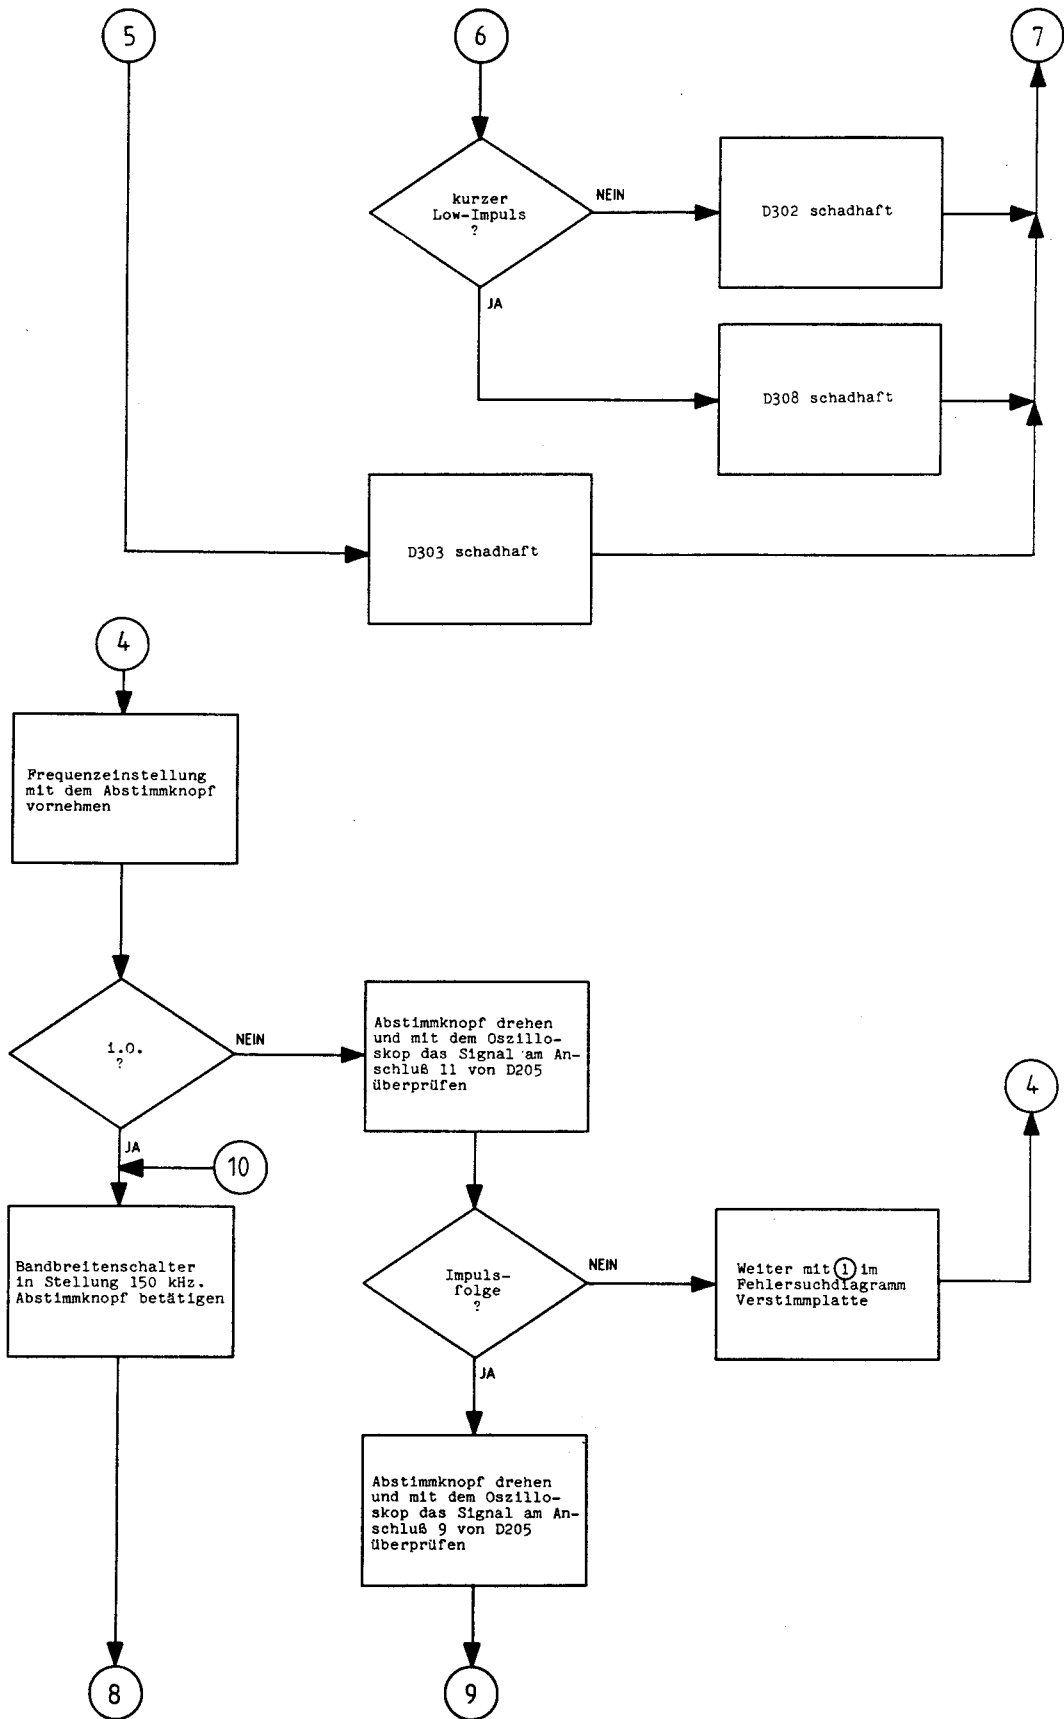 5
6
7
kurzer
Low-Impuls
?
NEIN
D302 schadhaft
JA
D308 schadhaft
D303 schadhaft
4
Frequenzeinstellung
mit dem Abstimmknopf
vornehmen
i.O.
?
NEIN
Abstimmknopf drehen
und mit dem Oszillo-
skop das Signal am An-
schluß 11 von D205
überprüfen
4
JA
10
Bandbreitenschalter
in Stellung 150 kHz.
Abstimmknopf betätigen
Impuls-
folge
?
NEIN
Weiter mit 1 im
Fehlersuchdiagramm
Verstimmplatte
JA
Abstimmknopf drehen
und mit dem Oszillo-
skop das Signal am An-
schluß 9 von D205
überprüfen
8
9